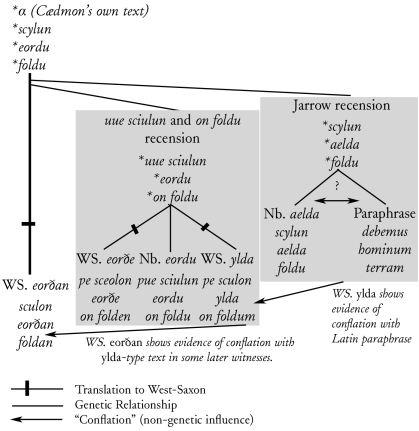 *α (Cædmon's own text)
*scylun
*eordu
*foldu
uue sciulun and on foldu
recension
*uue sciulun
*eordu
*on foldu
WS. eorðe Nb. eordu WS. ylda
pe sceolon pue sciulun pe sculon
eorðe eordu ylda
on folden on foldu on foldum
Jarrow recension
*scylun
*aelda
*foldu
?
Nb. aelda Paraphrase
scylun debemus
aelda hominum
foldu terram
WS. eorðan
sculon
eorðan
foldan
WS. ylda shows
evidence of
conflation with
Latin paraphrase
WS. eorðan shows evidence of conflation with
ylda-type text in some later witnesses.
Translation to West-Saxon
Genetic Relationship
"Conflation" (non-genetic influence)